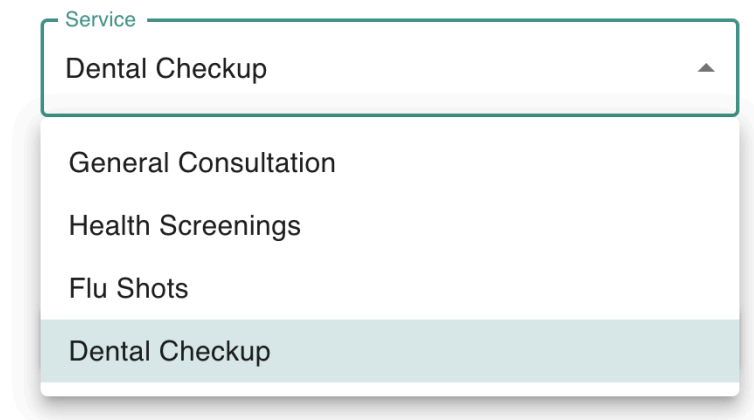 Service
Dental Checkup
General Consultation
Health Screenings
Flu Shots
Dental Checkup